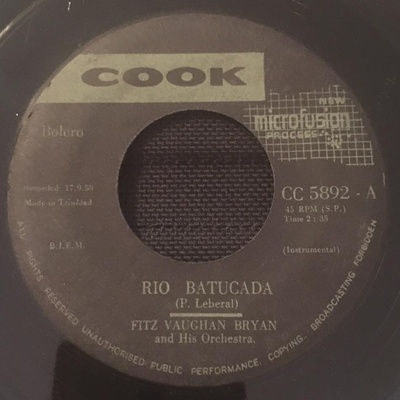 COOK
NEW
microfusion
PROCESS
Bolero
Recorded 17.9.58
Made in Trinidad
CC 5892 - A
45 RPM (S.P.)
Time 2 : 35
B.I.E.M.
(Instrumental)
RIO BATUCADA
(P. Leberal)
FITZ VAUGHAN BRYAN
and His Orchestra.
ALL RIGHTS RESERVED UNAUTHORISED PUBLIC PERFORMANCE. COPYING. BROADCASTING FORBIDDEN